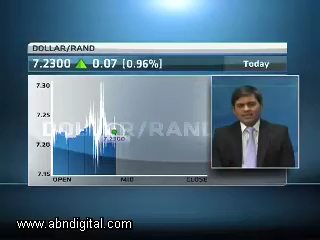 DOLLAR/RAND
7.2300 ▲ 0.07 [0.96%] Today
7.30
7.25
DOLLAR/RAND
7.2300
7.20
7.15
OPEN MID CLOSE
www.abndigital.com